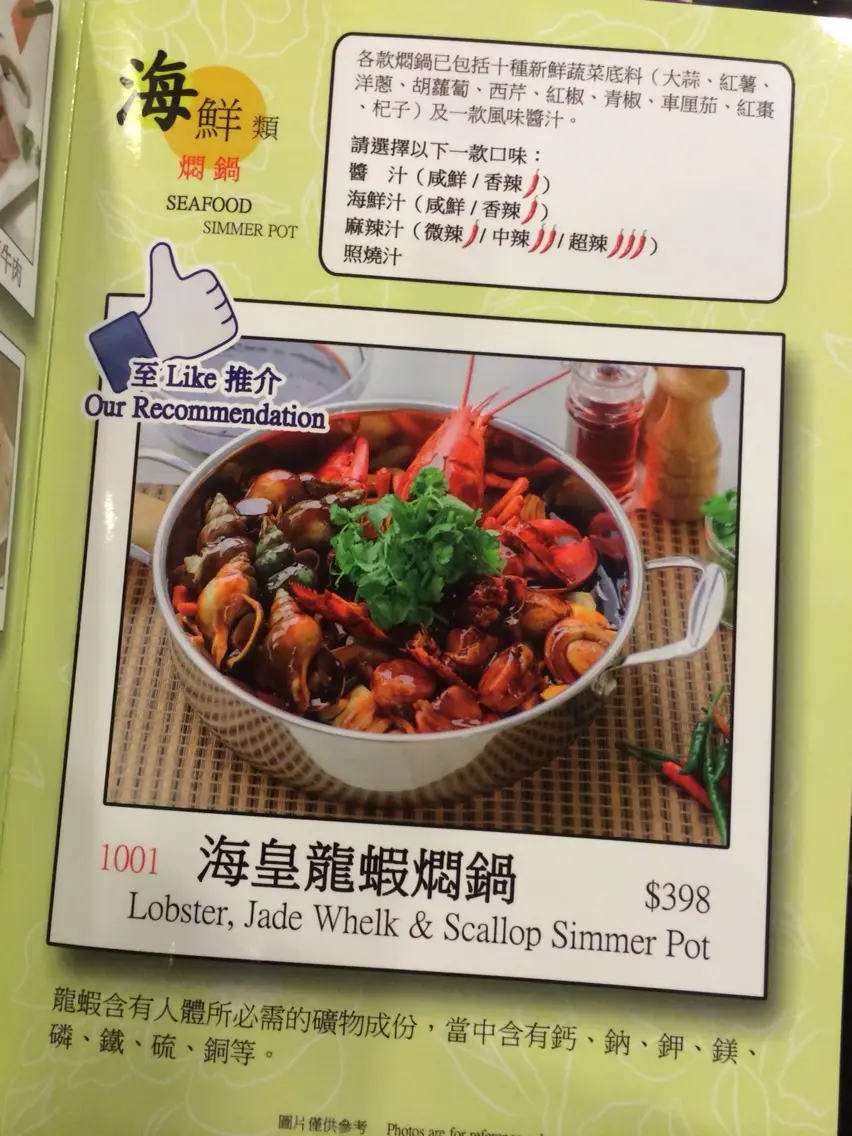 海鮮類
燜鍋
SEAFOOD
SIMMER POT
各款燜鍋已包括十種新鮮蔬菜底料（大蒜、紅薯、
洋蔥、胡蘿蔔、西芹、紅椒、青椒、車厘茄、紅棗
、杞子）及一款風味醬汁。
請選擇以下一款口味：
醬　汁（咸鮮 / 香辣）
海鮮汁（咸鮮 / 香辣）
麻辣汁（微辣 / 中辣 / 超辣）
照燒汁
牛肉
至 Like 推介
Our Recommendation
1001 海皇龍蝦燜鍋 $398
Lobster, Jade Whelk & Scallop Simmer Pot
龍蝦含有人體所必需的礦物成份，當中含有鈣、鈉、鉀、鎂、
磷、鐵、硫、銅等。
圖片僅供參考 Photos are for